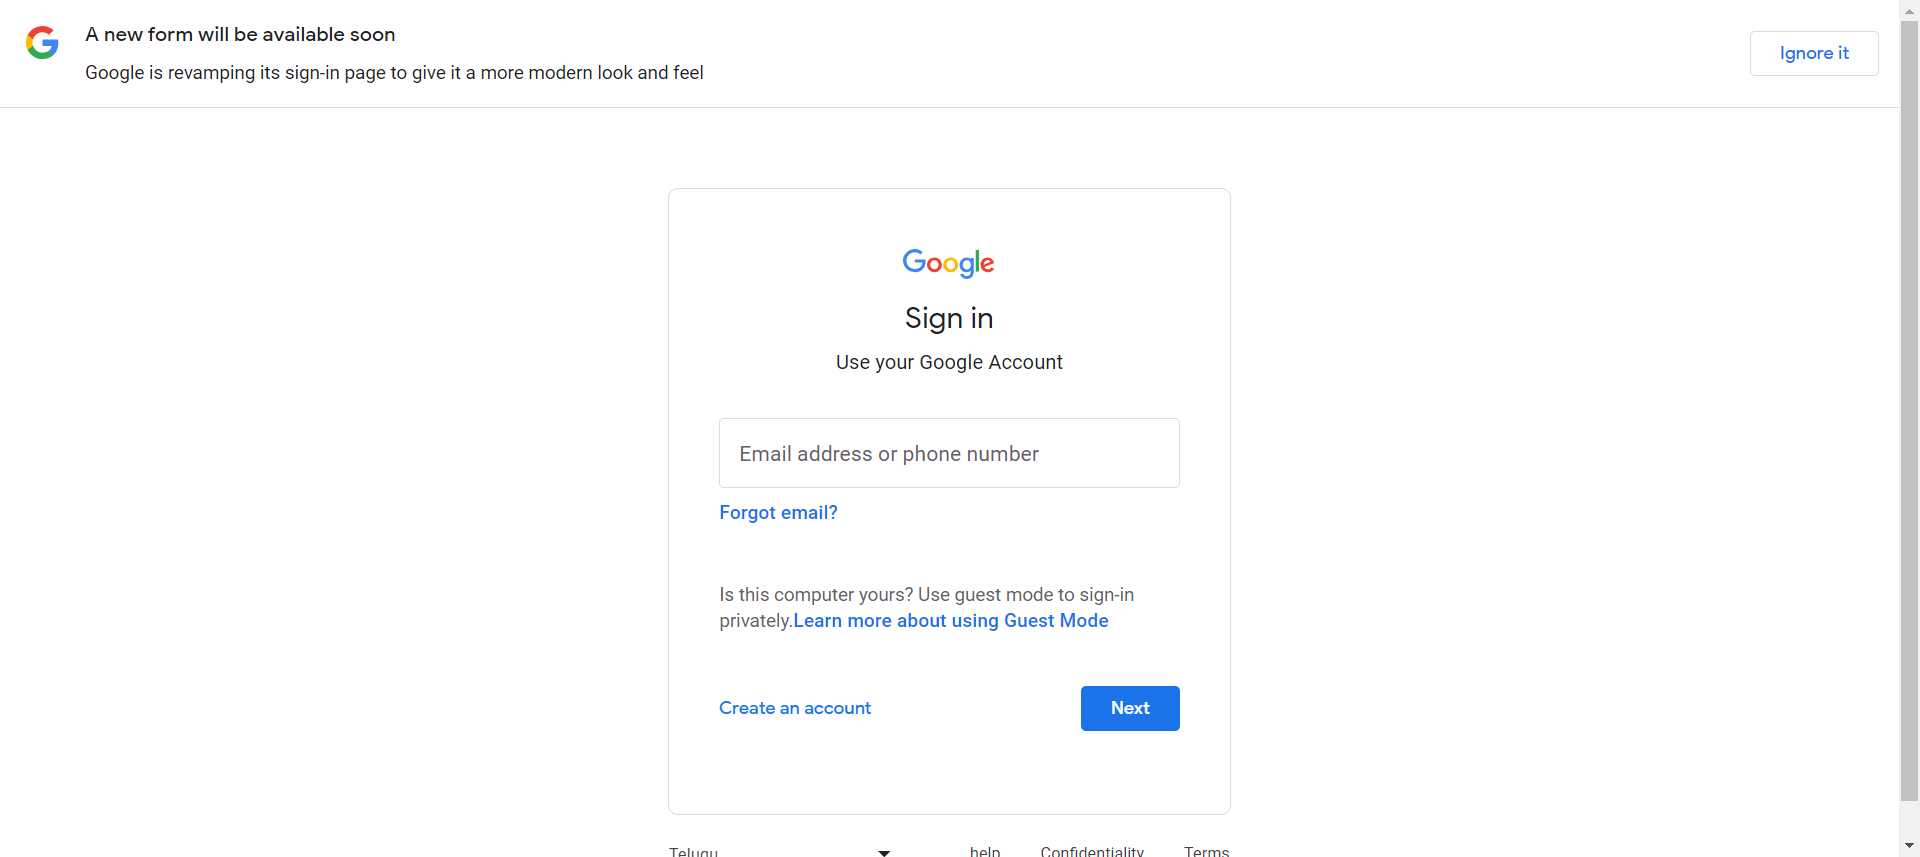 A new form will be available soon
Google is revamping its sign-in page to give it a more modern look and feel
Ignore it
Google
Sign in
Use your Google Account
Email address or phone number
Forgot email?
Is this computer yours? Use guest mode to sign-in
privately.Learn more about using Guest Mode
Create an account
Next
Telugu
help
Confidentiality
Terms